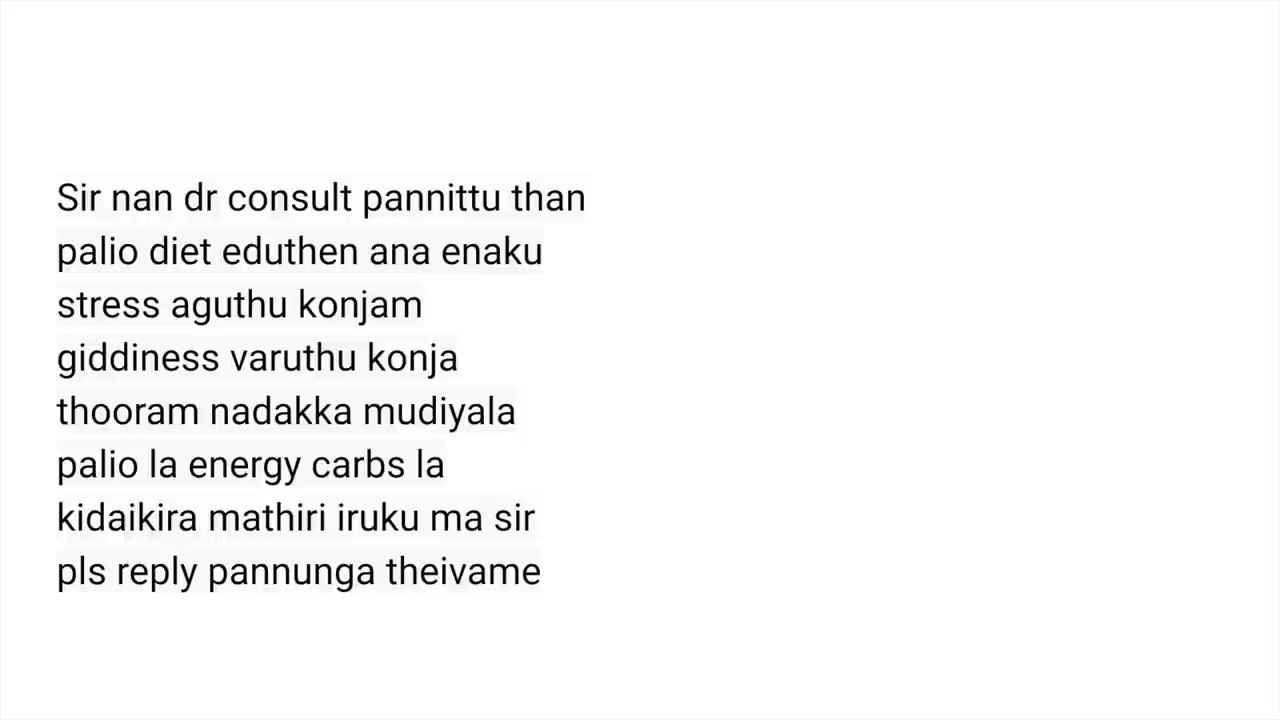 Sir nan dr consult pannittu than
palio diet eduthen ana enaku
stress aguthu konjam
giddiness varuthu konja
thooram nadakka mudiyala
palio la energy carbs la
kidaikira mathiri iruku ma sir
pls reply pannunga theivame